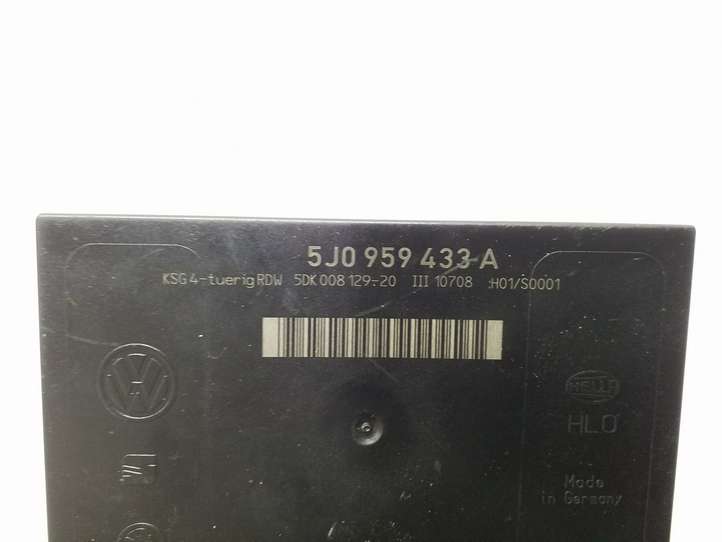 5J0 959 433-A
KSG 4-tuerig RDW 5DK 008 129-20 III 10708 :H01/S0001
HELLA
HLO
Made
in Germany